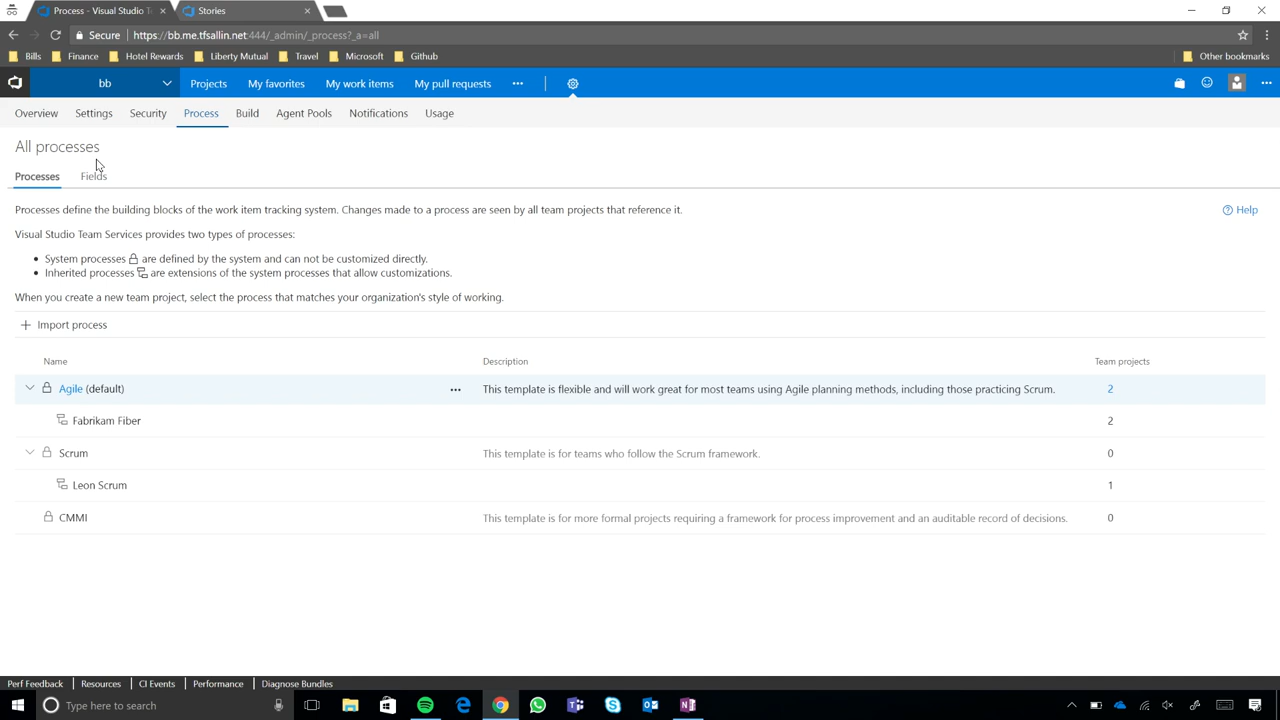 Process - Visual Studio T
Stories
Secure
https://bb.me.tfsallin.net:444/_admin/_process?_a=all
Bills
Finance
Hotel Rewards
Liberty Mutual
Travel
Microsoft
Github
Other bookmarks
bb
Projects
My favorites
My work items
My pull requests
Overview
Settings
Security
Process
Build
Agent Pools
Notifications
Usage
All processes
Processes
Fields
Processes define the building blocks of the work item tracking system. Changes made to a process are seen by all team projects that reference it.
Help
Visual Studio Team Services provides two types of processes:
System processes are defined by the system and can not be customized directly.
Inherited processes are extensions of the system processes that allow customizations.
When you create a new team project, select the process that matches your organization's style of working.
Import process
Name
Description
Team projects
Agile (default)
This template is flexible and will work great for most teams using Agile planning methods, including those practicing Scrum.
2
Fabrikam Fiber
2
Scrum
This template is for teams who follow the Scrum framework.
0
Leon Scrum
1
CMMI
This template is for more formal projects requiring a framework for process improvement and an auditable record of decisions.
0
Perf Feedback
Resources
CI Events
Performance
Diagnose Bundles
Type here to search